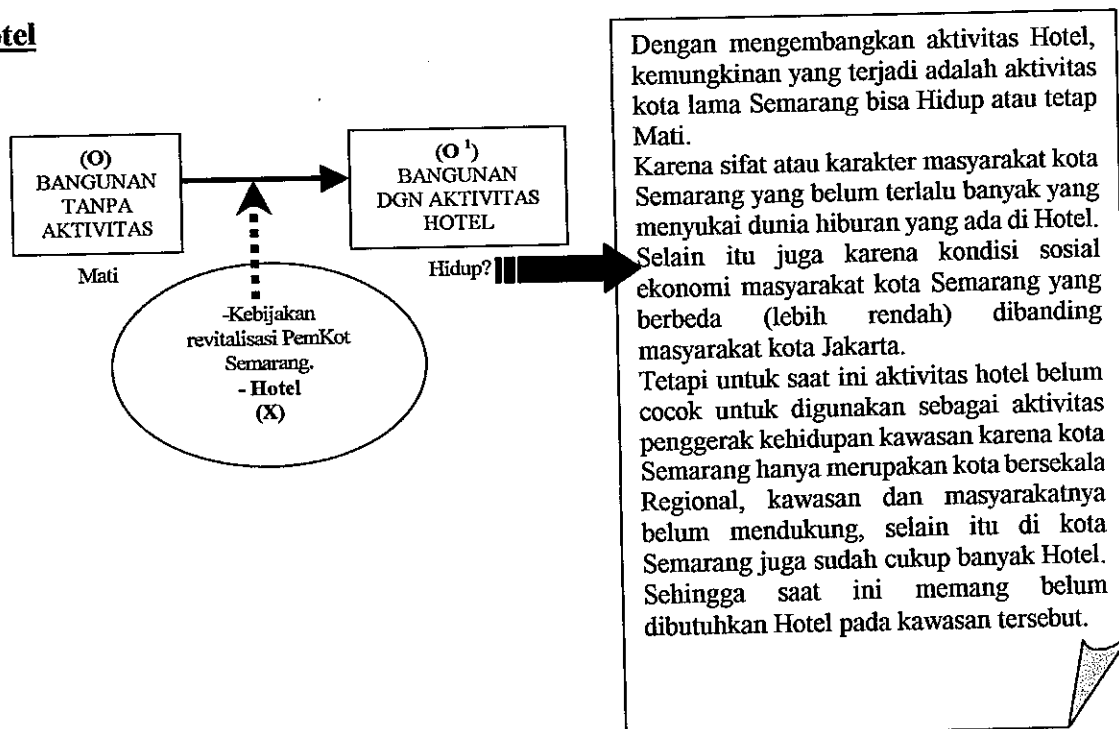 otel
(O)
BANGUNAN
TANPA
AKTIVITAS
Mati
(O¹)
BANGUNAN
DGN AKTIVITAS
HOTEL
Hidup?
-Kebijakan
revitalisasi PemKot
Semarang.
- Hotel
(X)
Dengan mengembangkan aktivitas Hotel,
kemungkinan yang terjadi adalah aktivitas
kota lama Semarang bisa Hidup atau tetap
Mati.
Karena sifat atau karakter masyarakat kota
Semarang yang belum terlalu banyak yang
menyukai dunia hiburan yang ada di Hotel.
Selain itu juga karena kondisi sosial
ekonomi masyarakat kota Semarang yang
berbeda (lebih rendah) dibanding
masyarakat kota Jakarta.
Tetapi untuk saat ini aktivitas hotel belum
cocok untuk digunakan sebagai aktivitas
penggerak kehidupan kawasan karena kota
Semarang hanya merupakan kota bersekala
Regional, kawasan dan masyarakatnya
belum mendukung, selain itu di kota
Semarang juga sudah cukup banyak Hotel.
Sehingga saat ini memang belum
dibutuhkan Hotel pada kawasan tersebut.